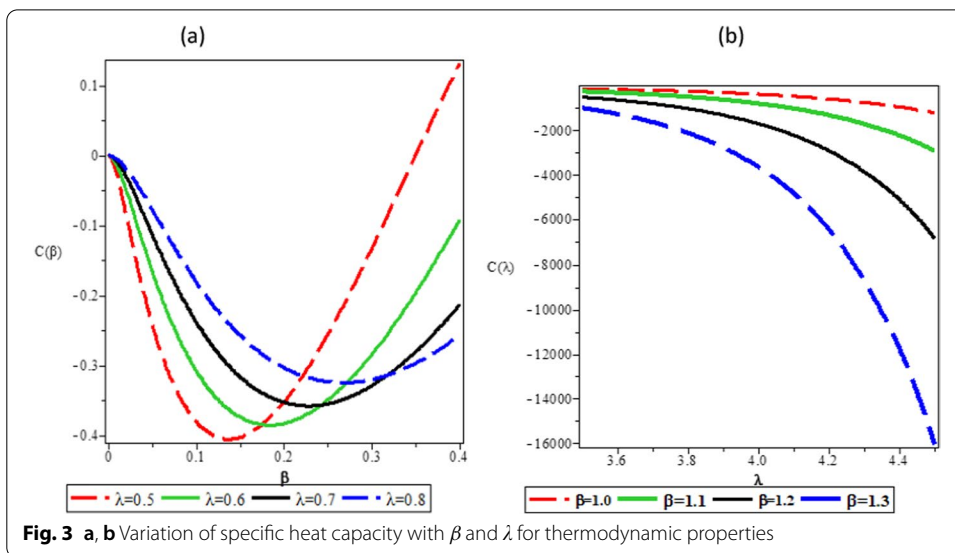 (a)
(b)
0.1
0
-0.1
C(β)
-0.2
-0.3
-0.4
0
0.1
0.2
0.3
0.4
β
λ=0.5
λ=0.6
λ=0.7
λ=0.8
-2000
-4000
-6000
-8000
C(λ)
-10000
-12000
-14000
-16000
3.6
3.8
4.0
4.2
4.4
λ
β=1.0
β=1.1
β=1.2
β=1.3
Fig. 3 a, b Variation of specific heat capacity with β and λ for thermodynamic properties